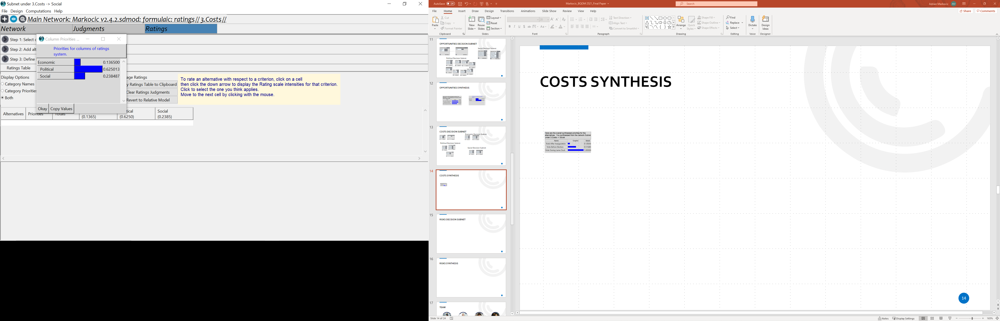 Subnet under 3.Costs -> Social
File Design Computations Help
Main Network: Markocic v2.4.2.sdmod: formulaic: ratings// 3.Costs//
Network Judgments Ratings
Step 1: Select c
Step 2: Add alt
Step 3: Define
Ratings Table
Column Priorities ...
Priorities for columns of ratings
system.
Economic 0.136500
Political 0.625013
Social 0.238487
Okay Copy Values
Display Options
Category Names
Category Priorities
Both
age Ratings
y Ratings Table to Clipboard
Clear Ratings Judgments
Revert to Relative Model
To rate an alternative with respect to a criterion, click on a cell
then click the down arrow to display the Rating scale intensities for that criterion.
Click to select the one you think applies.
Move to the next cell by clicking with the mouse.
Alternatives Priorities Totals (0.1365) tical (0.6250) Social (0.2385)
AutoSave Off
Markocic_BQOM 2521_Final Paper
Search
Adrian Markocic AM
File Home Insert Draw Design Transitions Animations Slide Show Review View Help
Share Comments
Paste Cut Copy Format Painter
Clipboard
New Slide Reuse Slides Layout Reset Section
Slides
28
Font
Text Direction
Align Text
Convert to SmartArt
Paragraph
Arrange Quick Styles
Shape Fill
Shape Outline
Shape Effects
Drawing
Find
Replace
Select
Editing
Dictate
Voice
Design Ideas
Designer
11
OPPORTUNITIES DECISION SUBNET
Social Decision Subnet
Political Decision Subnet
12
OPPORTUNITIES SYNTHESIS
13
COSTS DECISION SUBNET
Economic Decision Subnet
Political Decision Subnet
Social Decision Subnet
14
COSTS SYNTHESIS
15
RISKS DECISION SUBNET
16
RISKS SYNTHESIS
17
TEAM
COSTS SYNTHESIS
Here are the overall synthesized priorities for the
alternatives. You synthesized from the network Subnet
under 3.Costs -> Social
Name Graphic Ideals
Vote After Inauguration 0.12836
Vote Before Election 0.51680
Vote During Lame Duck 1.00000
14
Slide 14 of 24
Notes Display Settings 165%